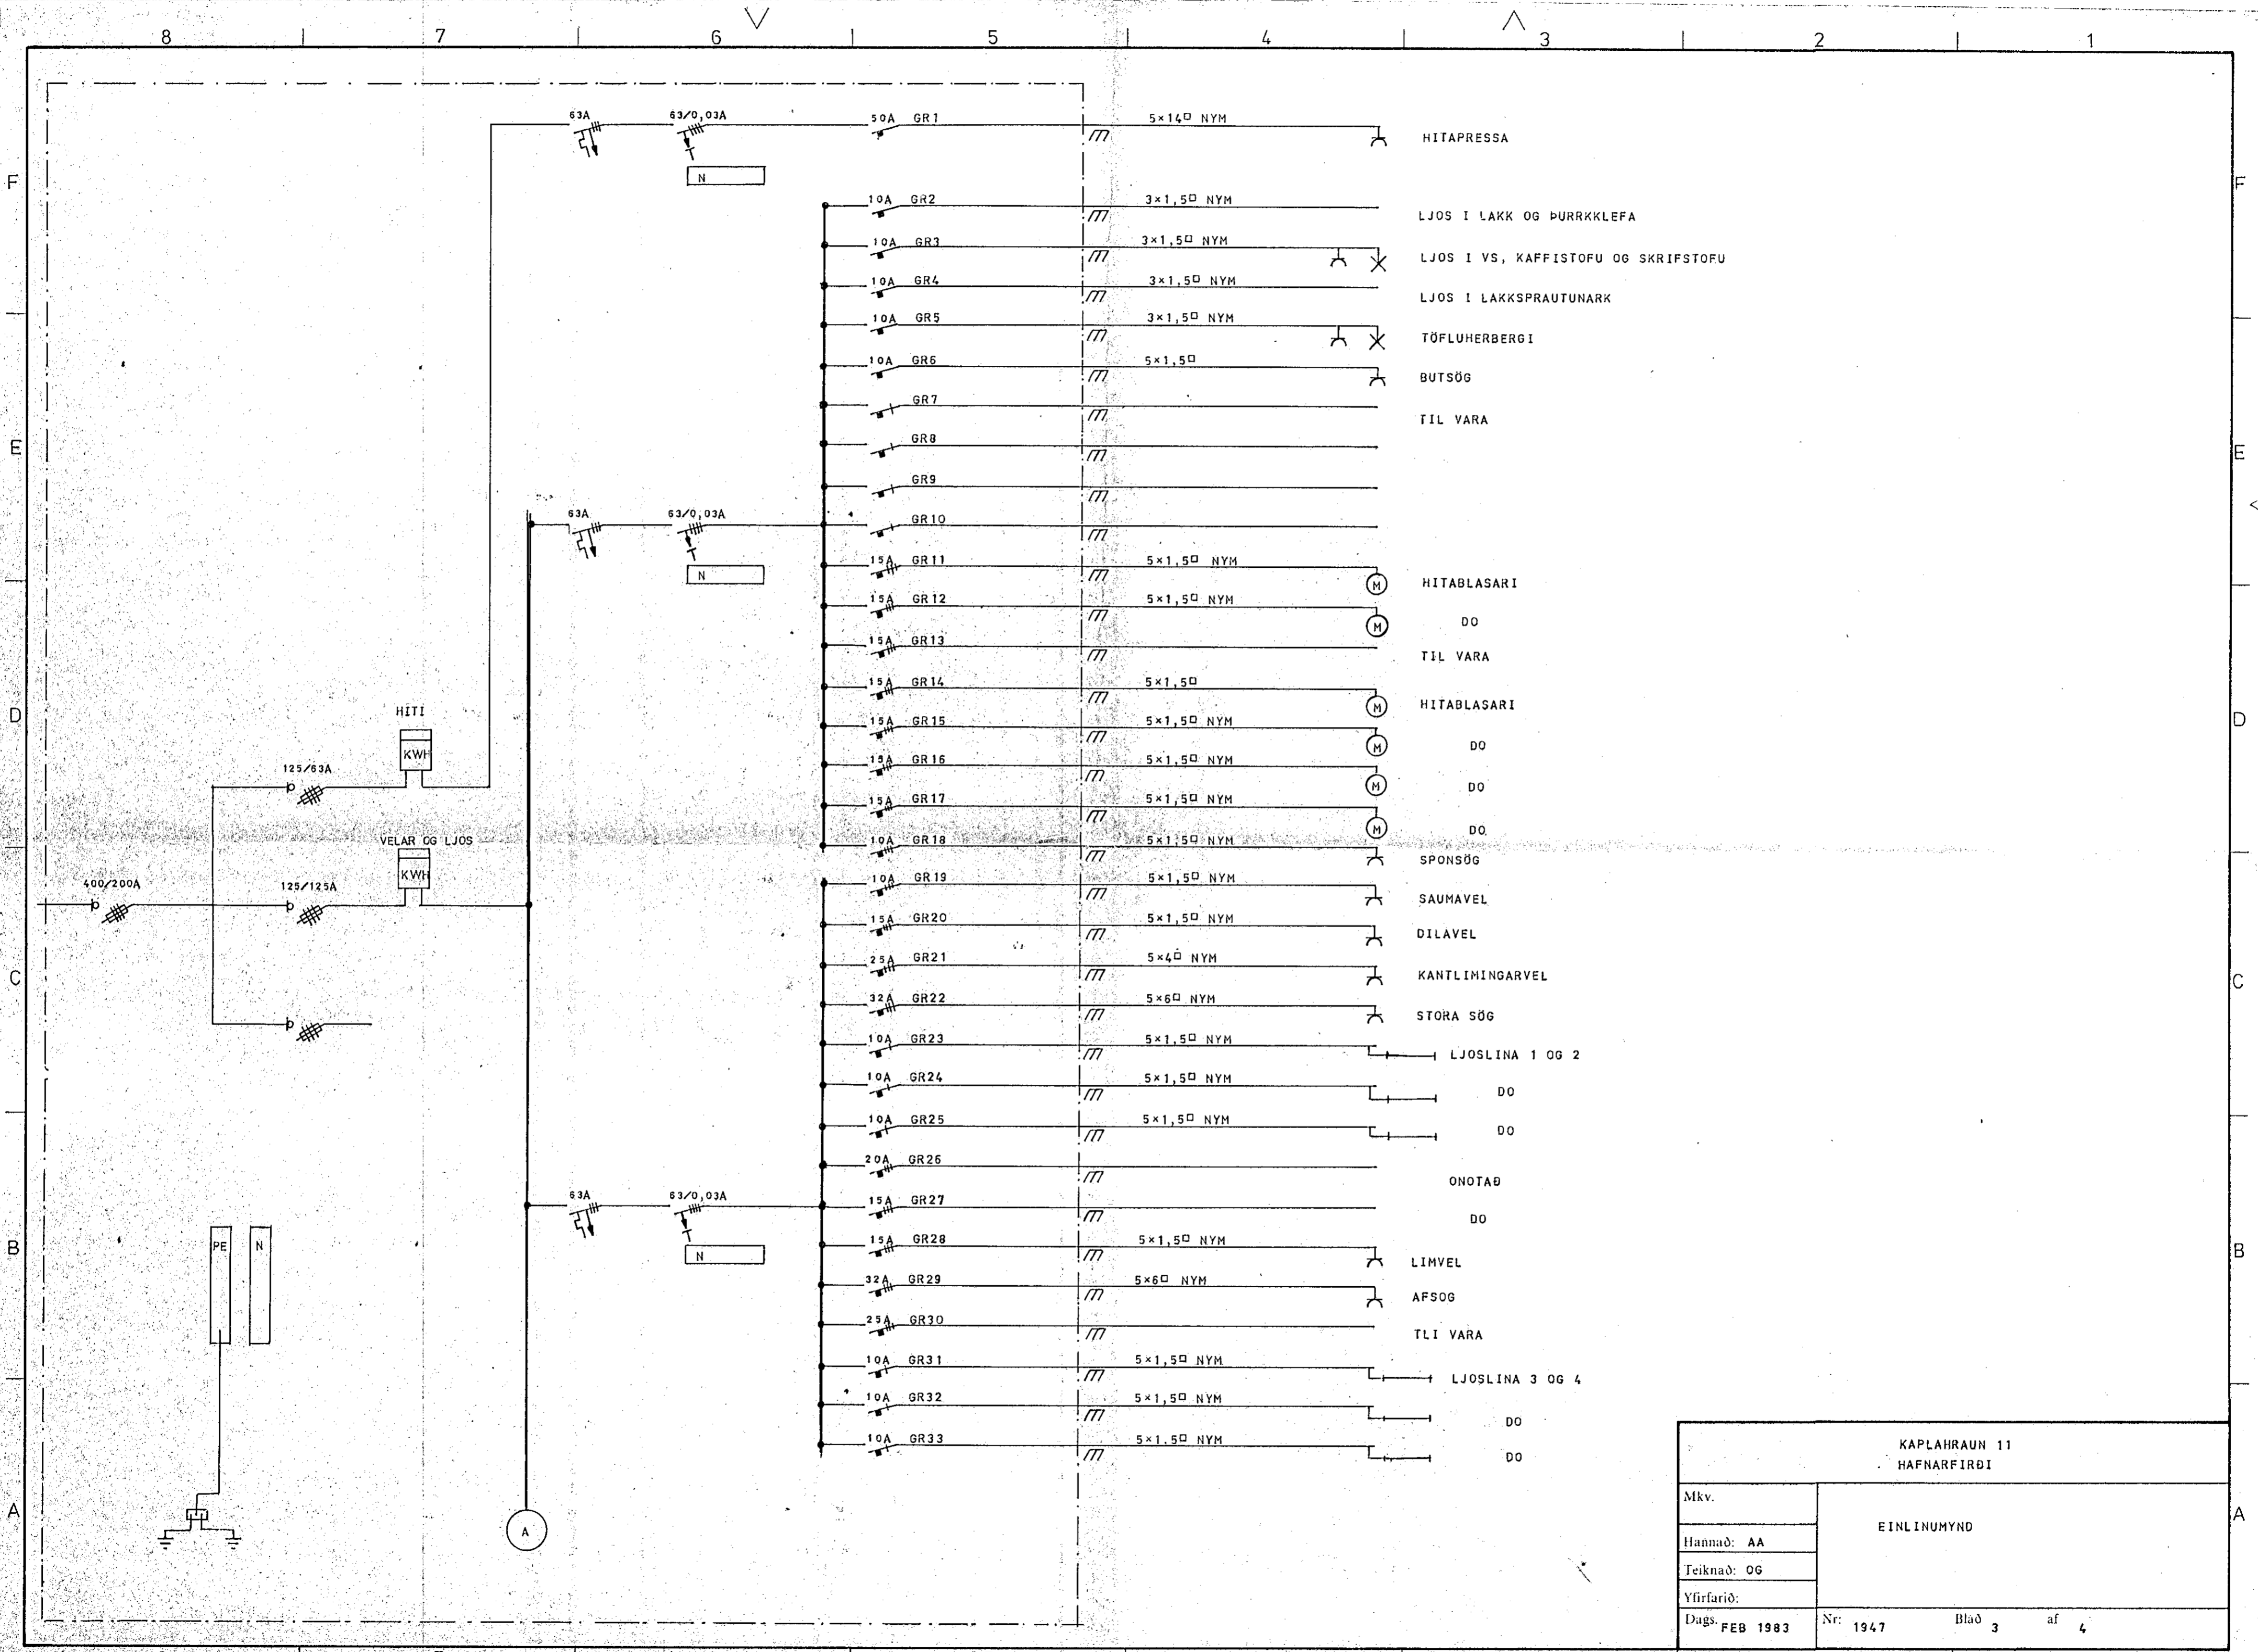 8 7 6 5 4 3 2 1
63A 63/0,03A 50A GR1 5×14□ NYM HITAPRESSA
N
F F
10A GR2 3×1,5□ NYM LJOS I LAKK OG ÞURRKKLEFA
10A GR3 3×1,5□ NYM LJOS I VS, KAFFISTOFU OG SKRIFSTOFU
10A GR4 3×1,5□ NYM LJOS I LAKKSPRAUTUNARK
10A GR5 3×1,5□ NYM TÖFLUHERBERGI
10A GR6 5×1,5□ BUTSÖG
GR7 TIL VARA
GR8
E E
GR9
63A 63/0,03A GR10
N
15A GR11 5×1,5□ NYM M HITABLASARI
15A GR12 5×1,5□ NYM M DO
15A GR13 TIL VARA
15A GR14 5×1,5□ M HITABLASARI
D D
HITI
KWH
15A GR15 5×1,5□ NYM M DO
125/63A 15A GR16 5×1,5□ NYM M DO
15A GR17 5×1,5□ NYM M DO
VELAR OG LJOS
KWH
10A GR18 5×1,5□ NYM SPONSÖG
400/200A 125/125A 10A GR19 5×1,5□ NYM SAUMAVEL
15A GR20 5×1,5□ NYM DILAVEL
C C
25A GR21 5×4□ NYM KANTLIMINGARVEL
32A GR22 5×6□ NYM STORA SÖG
10A GR23 5×1,5□ NYM LJOSLINA 1 OG 2
10A GR24 5×1,5□ NYM DO
10A GR25 5×1,5□ NYM DO
20A GR26 ONOTAÐ
63A 63/0,03A 15A GR27 DO
N
B B
PE N
15A GR28 5×1,5□ NYM LIMVEL
32A GR29 5×6□ NYM AFSOG
25A GR30 TLI VARA
10A GR31 5×1,5□ NYM LJOSLINA 3 OG 4
10A GR32 5×1,5□ NYM DO
10A GR33 5×1.5□ NYM DO
A A
A
KAPLAHRAUN 11
HAFNARFIRÐI
Mkv.
EINLINUMYND
Hannað: AA
Teiknað: OG
Yfirfarið:
Dags. FEB 1983 Nr: 1947 Blað 3 af 4